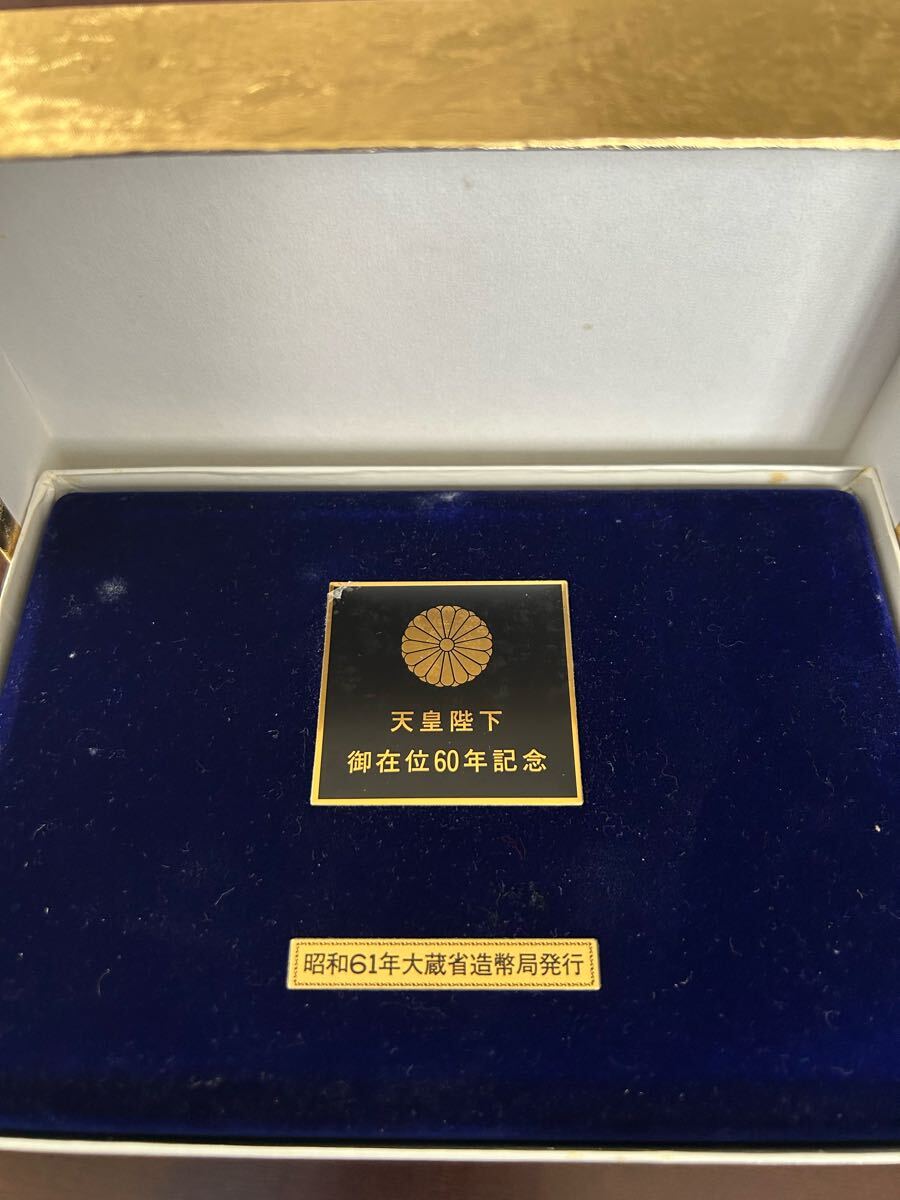 天皇陛下
御在位60年記念
昭和61年大蔵省造幣局発行